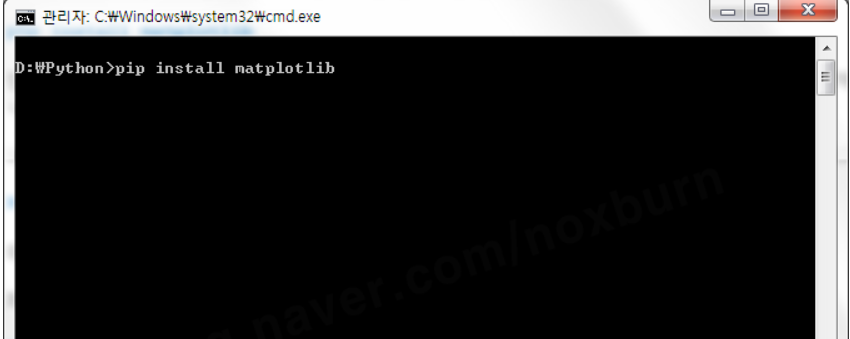 관리자: C:₩Windows₩system32₩cmd.exe
D:₩Python>pip install matplotlib
naver.com/noxburn